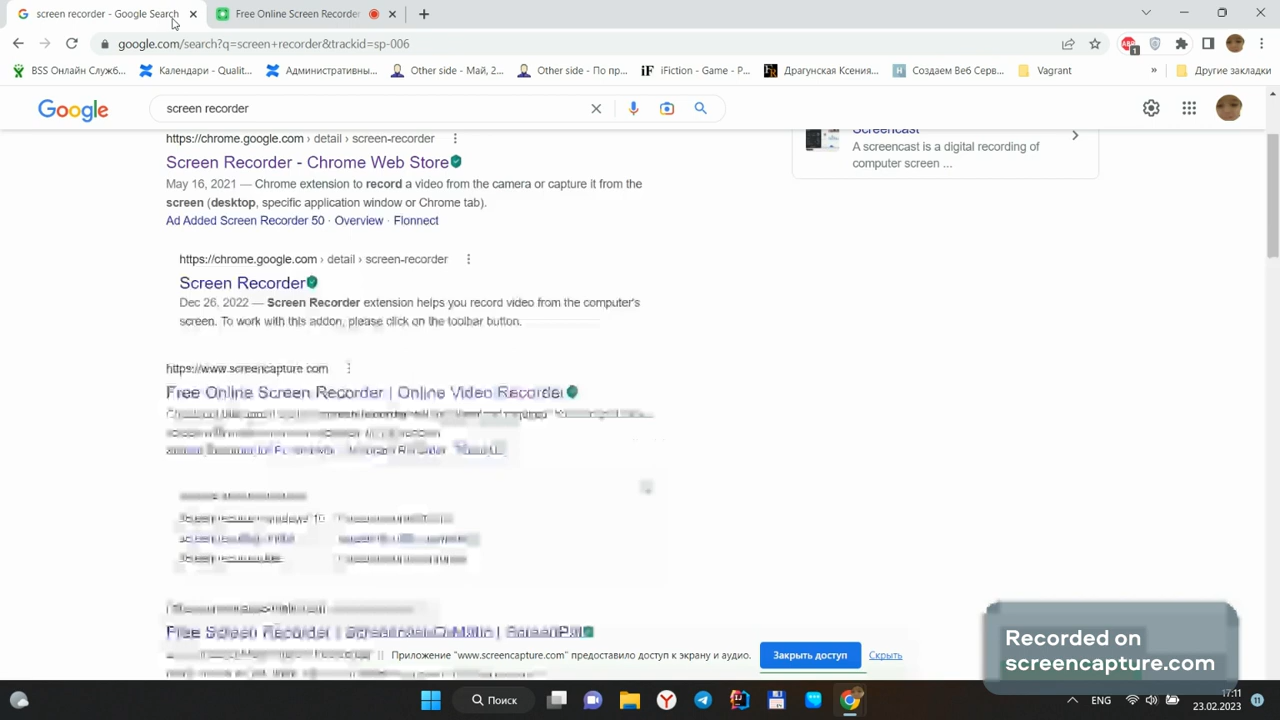 screen recorder - Google Search
Free Online Screen Recorder
google.com/search?q=screen+recorder&trackid=sp-006
ABP
1
BSS Онлайн Служб...
Календари - Qualit...
Административны...
Other side - Май, 2...
Other side - По пр...
iF
iFiction - Game - P...
Драгунская Ксения...
H
Создаем Веб Серв...
Vagrant
»
Другие закладки
Google
screen recorder
https://chrome.google.com › detail › screen-recorder
Screen Recorder - Chrome Web Store
May 16, 2021 — Chrome extension to record a video from the camera or capture it from the
screen (desktop, specific application window or Chrome tab).
Ad Added Screen Recorder 50 · Overview · Flonnect
Screencast
A screencast is a digital recording of
computer screen ...
https://chrome.google.com › detail › screen-recorder
Screen Recorder
Dec 26, 2022 — Screen Recorder extension helps you record video from the computer's
screen. To work with this addon, please click on the toolbar button.
https://www.screencapture.com
Free Online Screen Recorder | Online Video Recorder
Free Screen Recorder |
Приложение "www.screencapture.com" предоставило доступ к экрану и аудио.
Закрыть доступ
Скрыть
Recorded on
screencapture.com
Поиск
ENG
17:11
23.02.2023
11